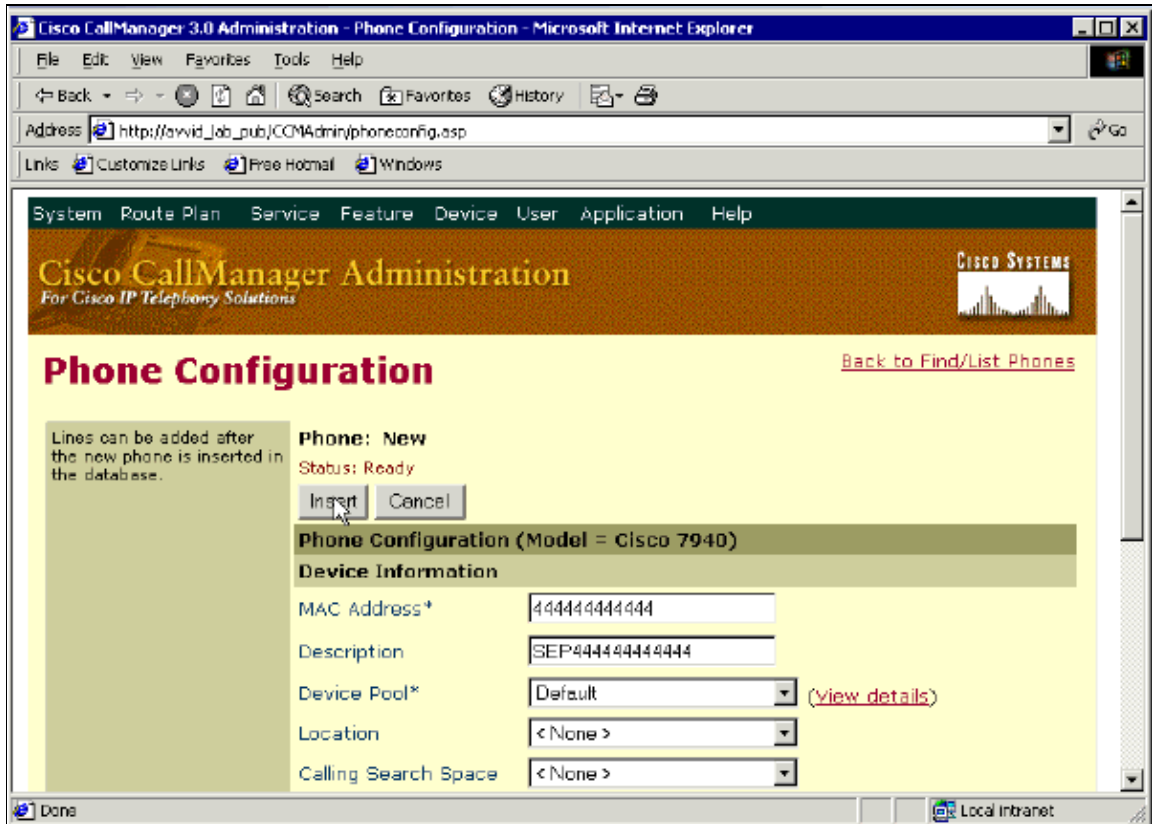 Cisco CallManager 3.0 Administration - Phone Configuration - Microsoft Internet Explorer
File Edit View Favorites Tools Help
Back Search Favorites History
Address http://avvid_lab_pub/CCMAdmin/phoneconfig.asp Go
Links Customize Links Free Hotmail Windows
System Route Plan Service Feature Device User Application Help
Cisco CallManager Administration
For Cisco IP Telephony Solutions
CISCO SYSTEMS
Phone Configuration
Back to Find/List Phones
Lines can be added after
the new phone is inserted in
the database.
Phone: New
Status: Ready
Insert Cancel
Phone Configuration (Model = Cisco 7940)
Device Information
MAC Address* 444444444444
Description SEP444444444444
Device Pool* Default (View details)
Location < None >
Calling Search Space < None >
Done Local intranet